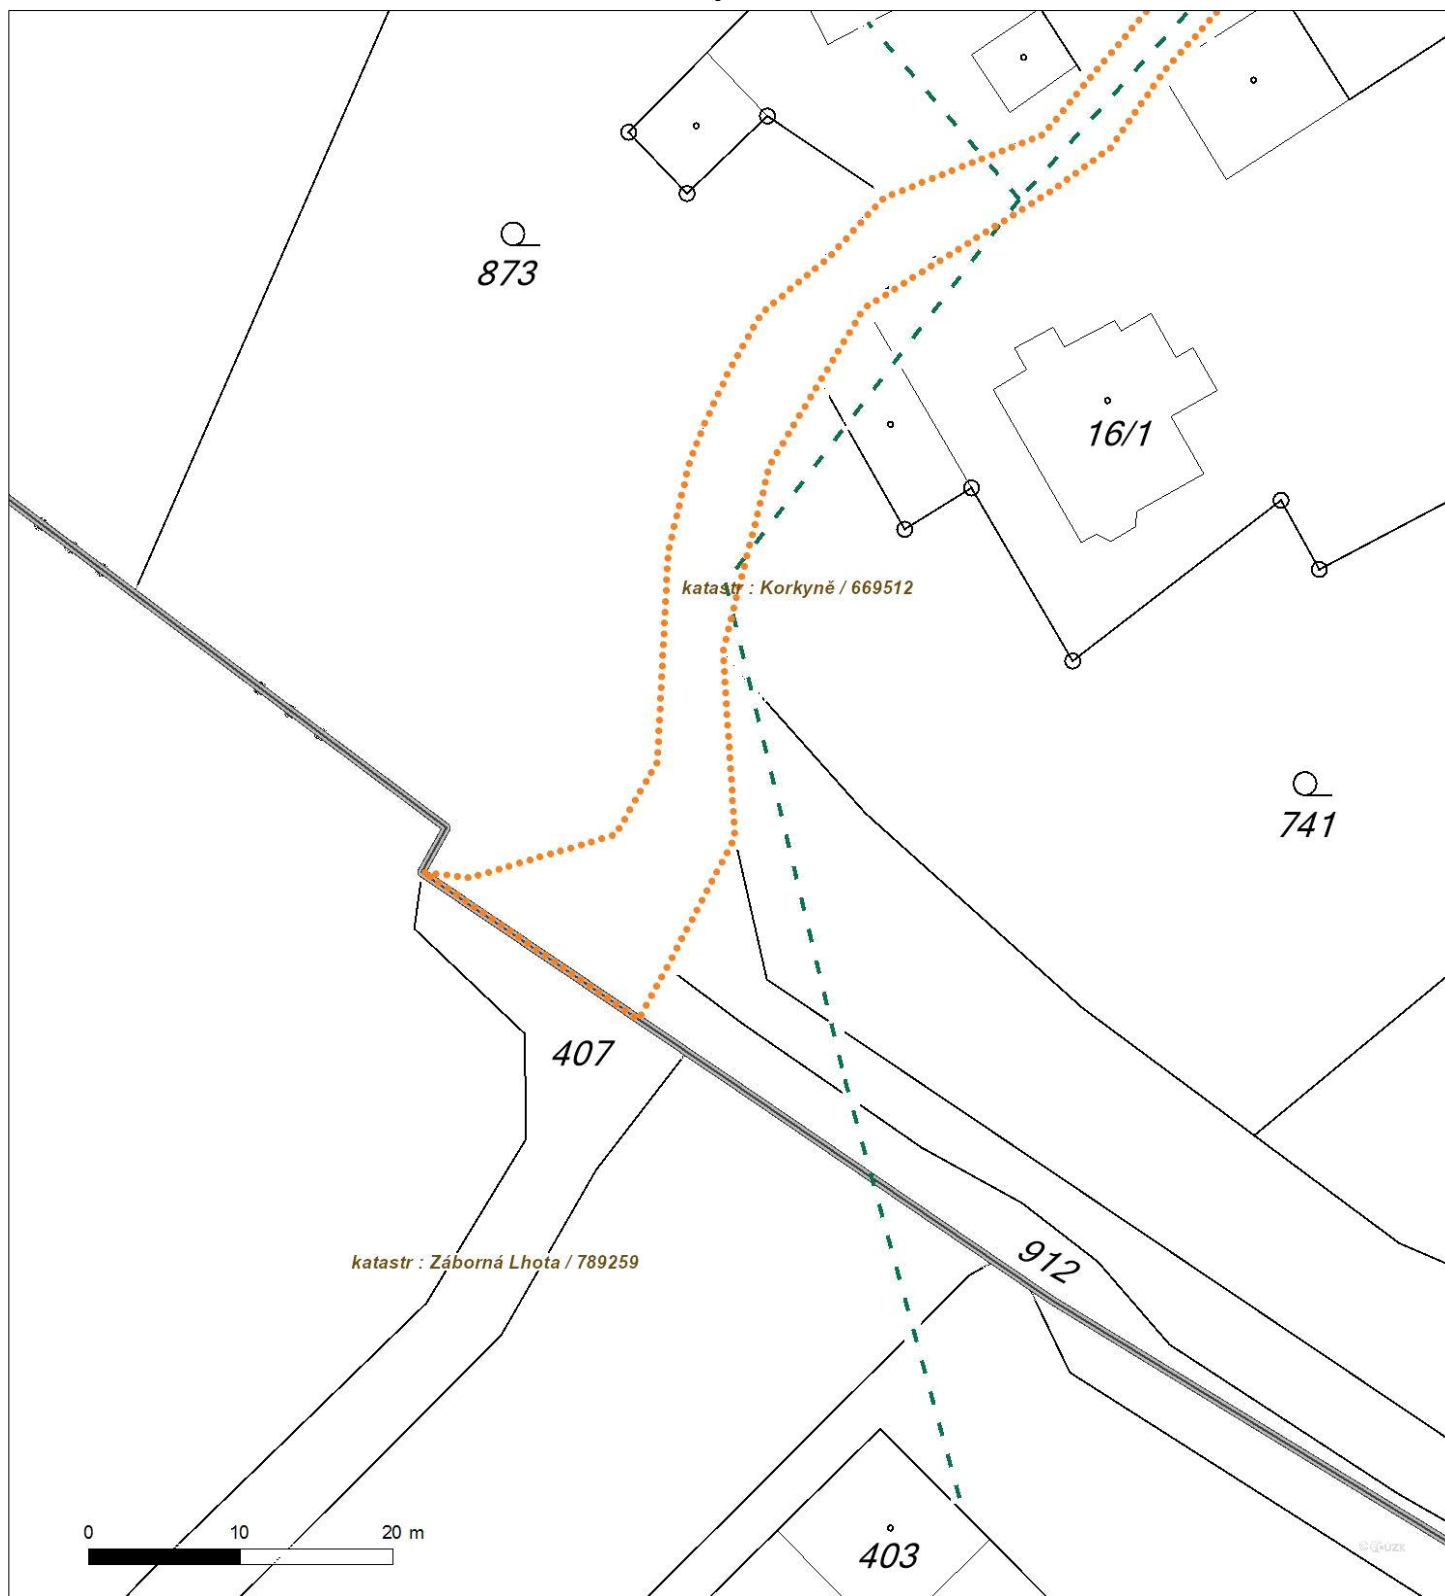 873
16/1
katastr : Korkyně / 669512
741
407
912
katastr : Záborná Lhota / 789259
0 10 20 m
403